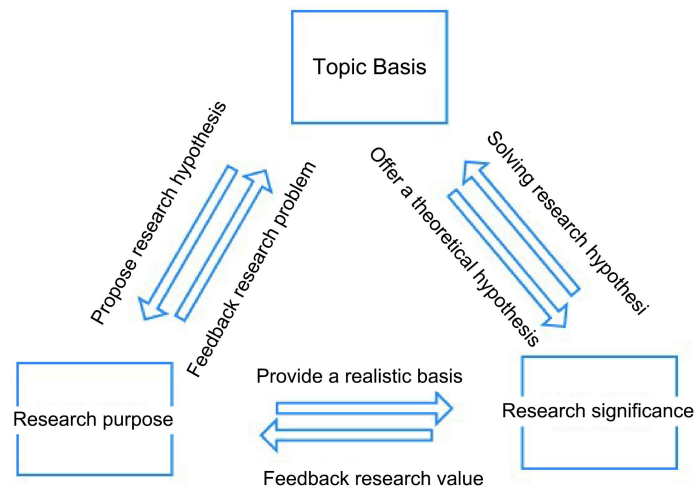 Topic Basis
Propose research hypothesis
Feedback research problem
Offer a theoretical hypothesis
Solving research hypothesi
Research purpose
Provide a realistic basis
Feedback research value
Research significance